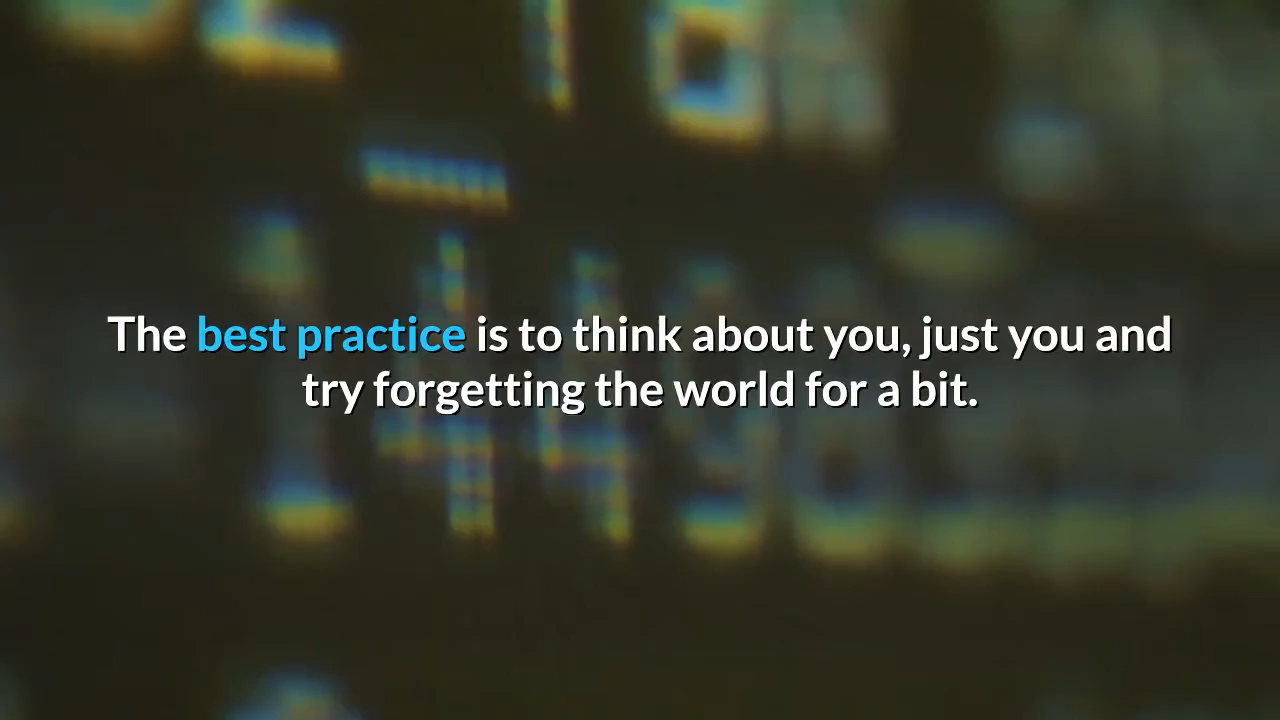 The best practice is to think about you, just you and
try forgetting the world for a bit.